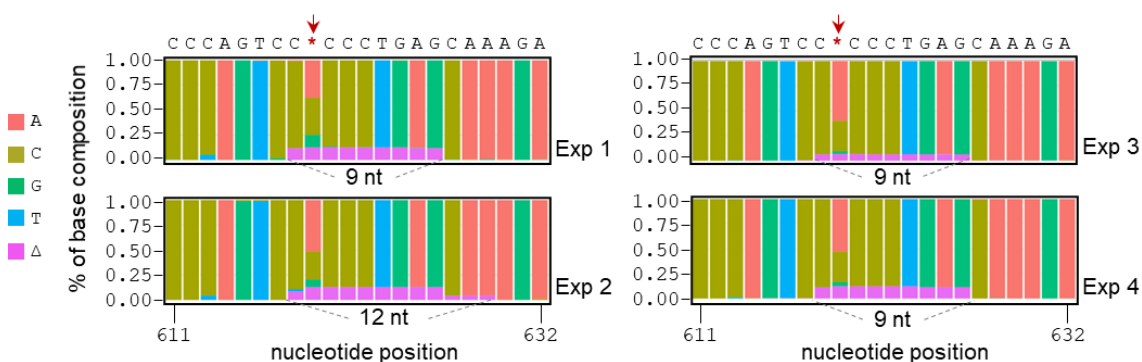 C C C A G T C C * C C C T G A G C A A A G A
1.00
0.75
0.50
0.25
0.00
9 nt
Exp 1
1.00
0.75
0.50
0.25
0.00
12 nt
Exp 2
611
632
nucleotide position
% of base composition
A
C
G
T
Δ
C C C A G T C C * C C C T G A G C A A A G A
1.00
0.75
0.50
0.25
0.00
9 nt
Exp 3
1.00
0.75
0.50
0.25
0.00
9 nt
Exp 4
611
632
nucleotide position